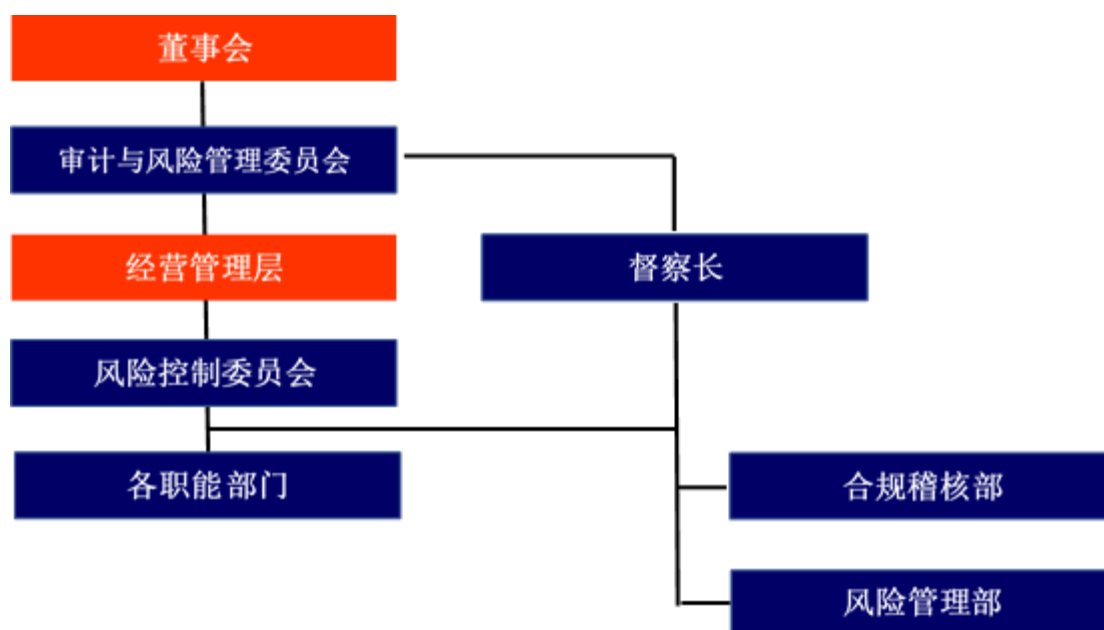 董事会
审计与风险管理委员会
经营管理层
督察长
风险控制委员会
各职能部门
合规稽核部
风险管理部